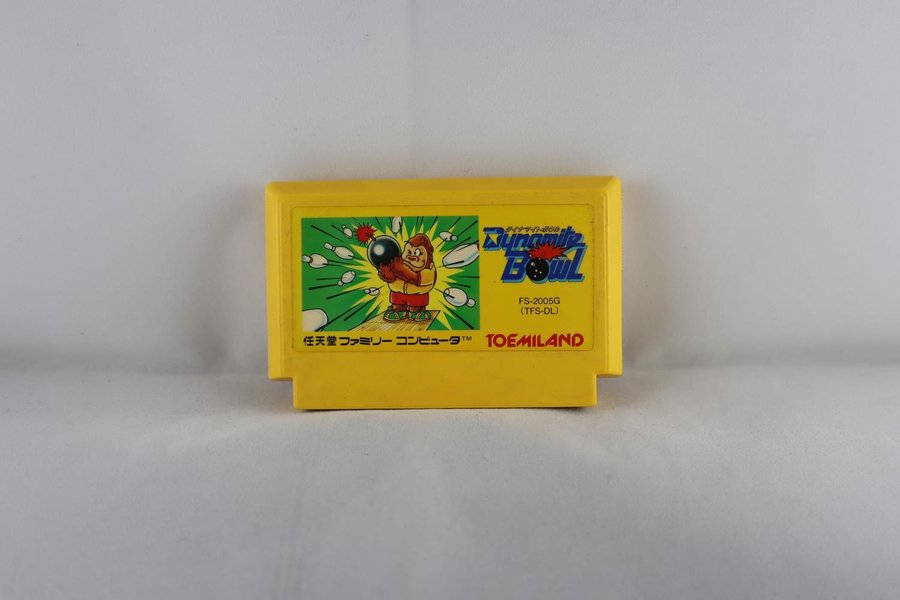 ダイナマイトボウル
Dynamite
BOWL
FS-2005G
(TFS-DL)
任天堂 ファミリー コンピュータ™
TOEMILAND